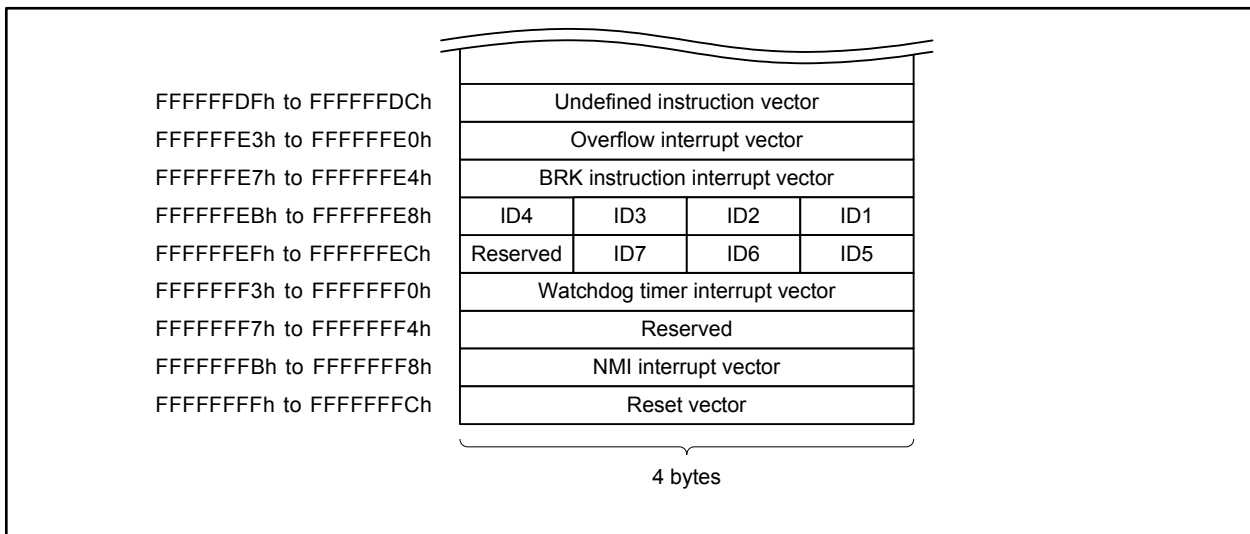 FFFFFFDFh to FFFFFFDCh Undefined instruction vector
FFFFFFE3h to FFFFFFE0h Overflow interrupt vector
FFFFFFE7h to FFFFFFE4h BRK instruction interrupt vector
FFFFFFEBh to FFFFFFE8h ID4 ID3 ID2 ID1
FFFFFFEFh to FFFFFFECh Reserved ID7 ID6 ID5
FFFFFFF3h to FFFFFFF0h Watchdog timer interrupt vector
FFFFFFF7h to FFFFFFF4h Reserved
FFFFFFFBh to FFFFFFF8h NMI interrupt vector
FFFFFFFFh to FFFFFFFCh Reset vector
4 bytes